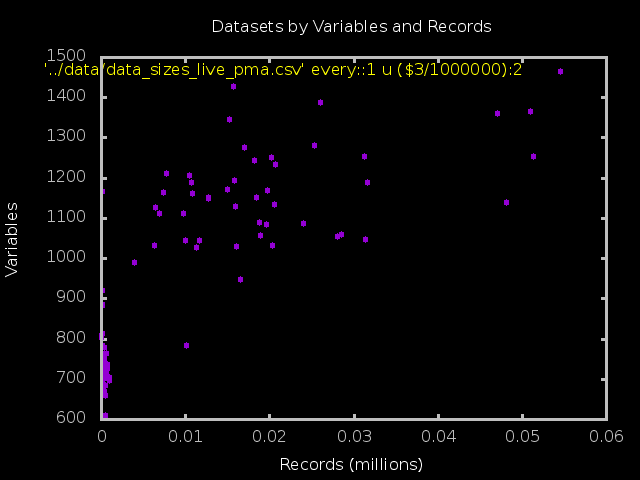 Datasets by Variables and Records
1500
'../data/data_sizes_live_pma.csv' every::1 u ($3/1000000):2
1400
1300
1200
1100
1000
900
800
700
600
Variables
0 0.01 0.02 0.03 0.04 0.05 0.06
Records (millions)